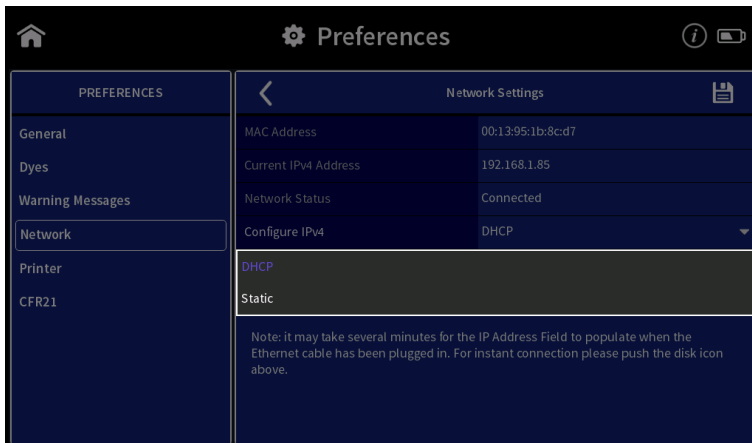 Preferences
PREFERENCES
General
Dyes
Warning Messages
Network
Printer
CFR21
Network Settings
MAC Address 00:13:95:1b:8c:d7
Current IPv4 Address 192.168.1.85
Network Status Connected
Configure IPv4 DHCP
DHCP
Static
Note: it may take several minutes for the IP Address Field to populate when the
Ethernet cable has been plugged in. For instant connection please push the disk icon
above.